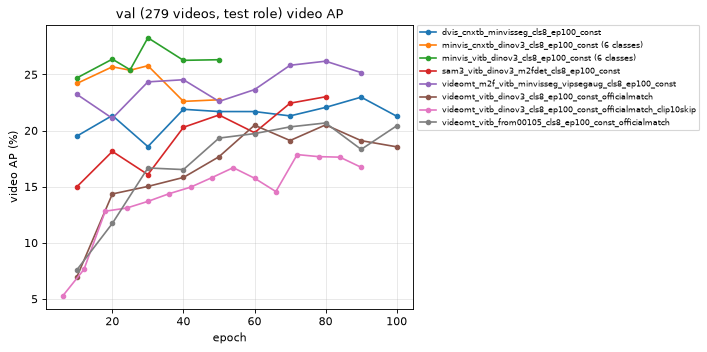 val (279 videos, test role) video AP
video AP (%)
25
20
15
10
5
20
40
60
80
100
epoch
dvis_cnxtb_minvisseg_cls8_ep100_const
minvis_cnxtb_dinov3_cls8_ep100_const (6 classes)
minvis_vitb_dinov3_cls8_ep100_const (6 classes)
sam3_vitb_dinov3_m2fdet_cls8_ep100_const
videomt_m2f_vitb_minvisseg_vipsegaug_cls8_ep100_const
videomt_vitb_dinov3_cls8_ep100_const_officialmatch
videomt_vitb_dinov3_cls8_ep100_const_officialmatch_clip10skip
videomt_vitb_from00105_cls8_ep100_const_officialmatch